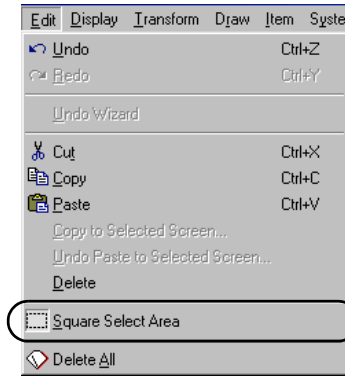 Edit Display Transform Draw Item Syste
Undo Ctrl+Z
Redo Ctrl+Y
Undo Wizard
Cut Ctrl+X
Copy Ctrl+C
Paste Ctrl+V
Copy to Selected Screen...
Undo Paste to Selected Screen...
Delete
Square Select Area
Delete All